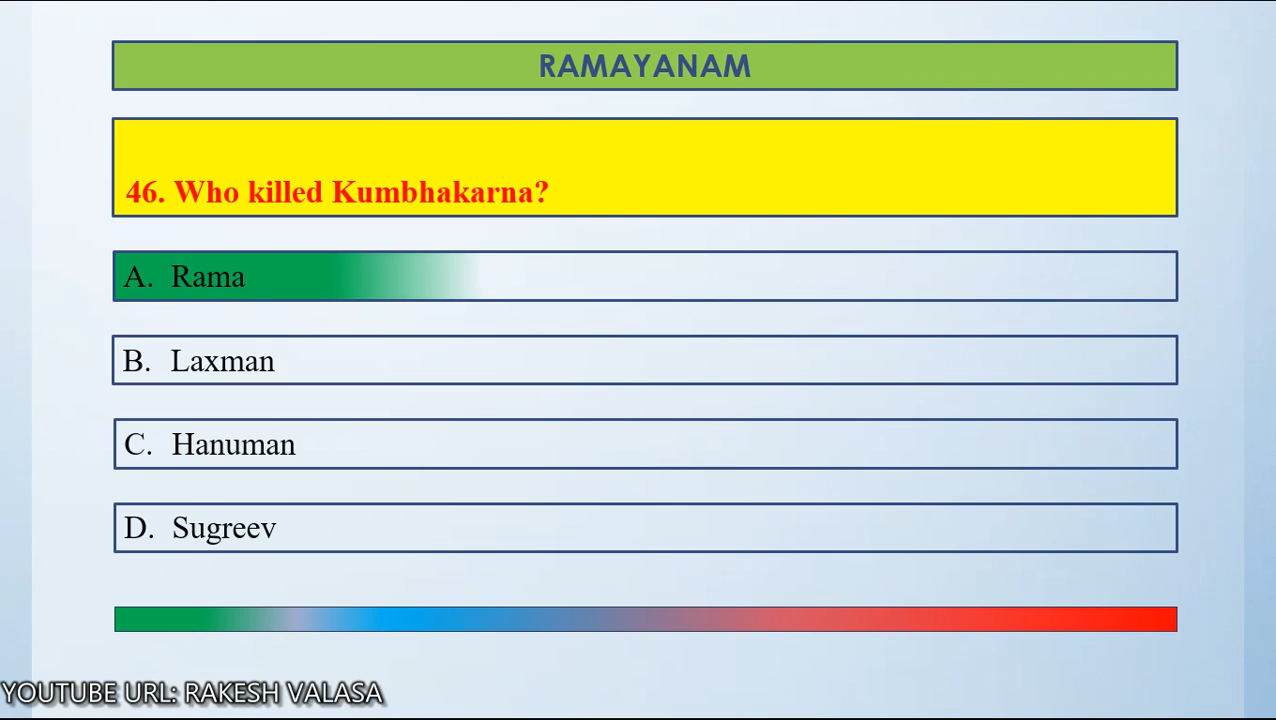 RAMAYANAM
46. Who killed Kumbhakarna?
A. Rama
B. Laxman
C. Hanuman
D. Sugreev
YOUTUBE URL: RAKESH VALASA